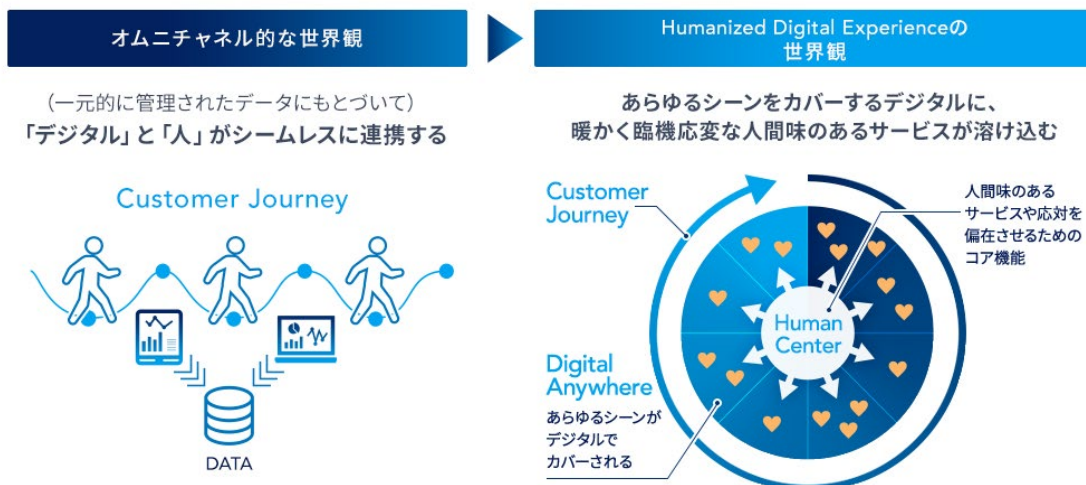 オムニチャネル的な世界観
（一元的に管理されたデータにもとづいて）
「デジタル」と「人」がシームレスに連携する
Customer Journey
DATA
Humanized Digital Experienceの
世界観
あらゆるシーンをカバーするデジタルに、
暖かく臨機応変な人間味のあるサービスが溶け込む
Customer
Journey
人間味のある
サービスや応対を
偏在させるための
コア機能
Human
Center
Digital
Anywhere
あらゆるシーンが
デジタルで
カバーされる